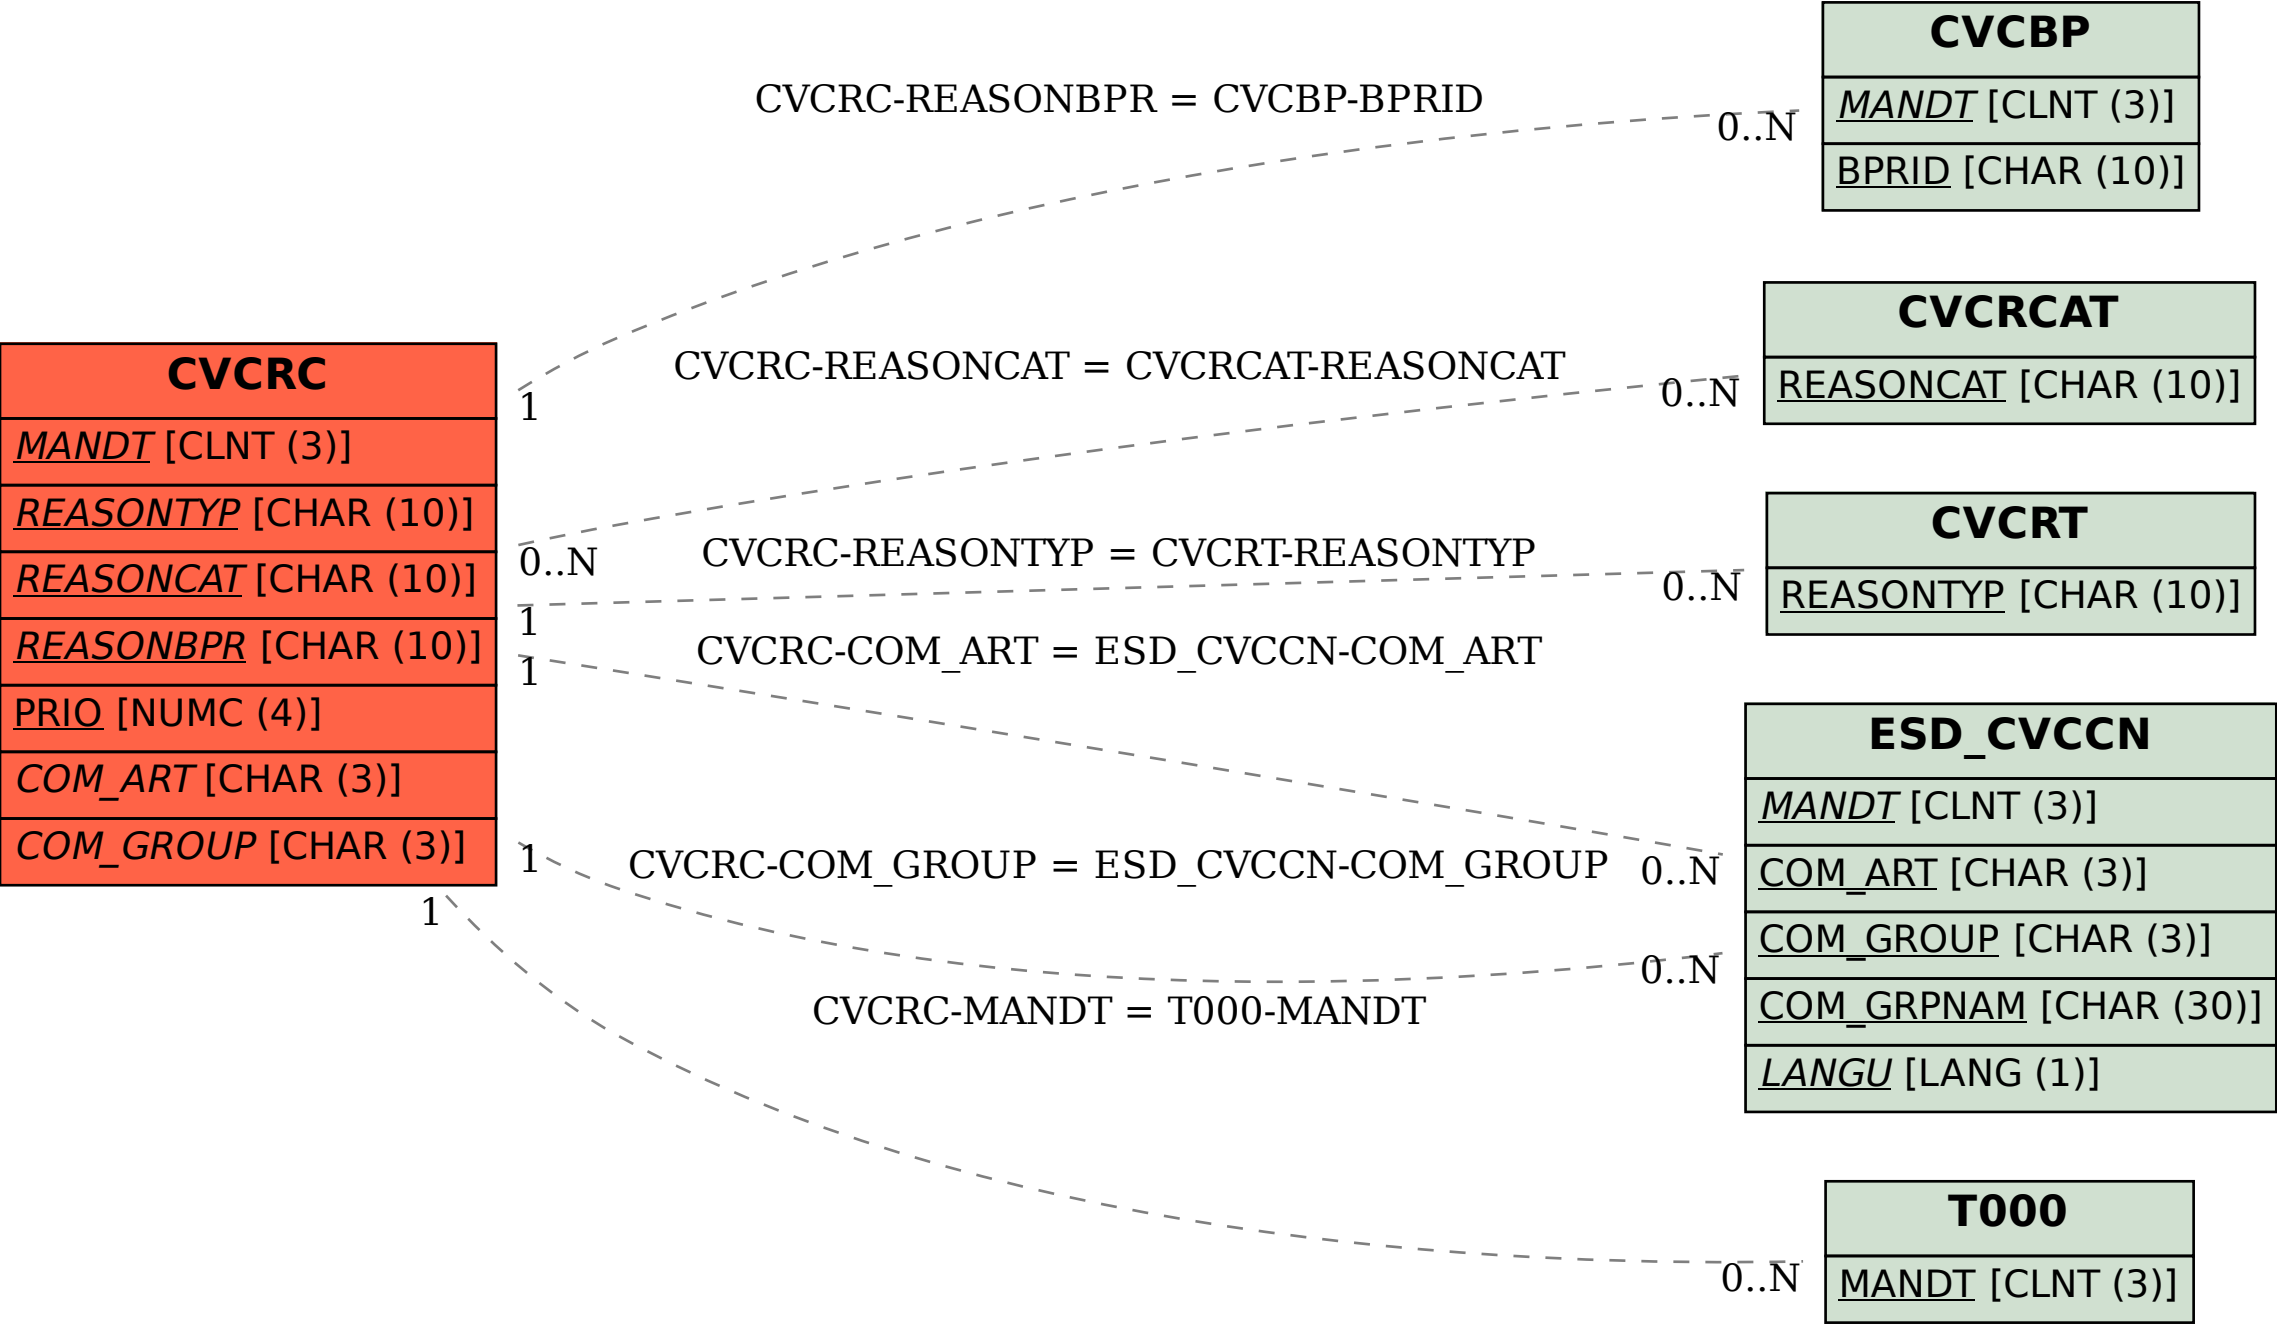 CVCBP
MANDT [CLNT (3)]
BPRID [CHAR (10)]
CVCRC-REASONBPR = CVCBP-BPRID
0..N
1
CVCRCAT
REASONCAT [CHAR (10)]
CVCRC-REASONCAT = CVCRCAT-REASONCAT
0..N
0..N
CVCRC
MANDT [CLNT (3)]
REASONTYP [CHAR (10)]
REASONCAT [CHAR (10)]
REASONBPR [CHAR (10)]
PRIO [NUMC (4)]
COM_ART [CHAR (3)]
COM_GROUP [CHAR (3)]
CVCRT
REASONTYP [CHAR (10)]
CVCRC-REASONTYP = CVCRT-REASONTYP
0..N
1
CVCRC-COM_ART = ESD_CVCCN-COM_ART
1
0..N
ESD_CVCCN
MANDT [CLNT (3)]
COM_ART [CHAR (3)]
COM_GROUP [CHAR (3)]
COM_GRPNAM [CHAR (30)]
LANGU [LANG (1)]
CVCRC-COM_GROUP = ESD_CVCCN-COM_GROUP
1
0..N
CVCRC-MANDT = T000-MANDT
1
0..N
T000
MANDT [CLNT (3)]